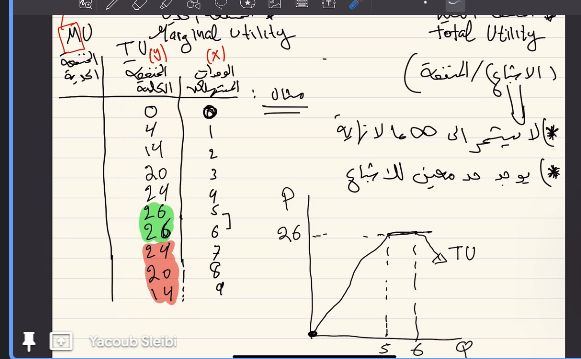 MU
TU (y)
(x)
Marginal Utility
Total Utility
المنفعة الحدية
المنفعة الكلية
الوحدات المستهلكة
(الاشباع/المنفعة)
مثال :
0 0
4 1
14 2
20 3
24 4
26 5
26 6
24 7
20 8
14 9
*) لا يستمر الى ∞ ما لا نهاية
*) يوجد حد معين للاشباع
P
26
TU
5 6 Q
Yacoub Sleibi